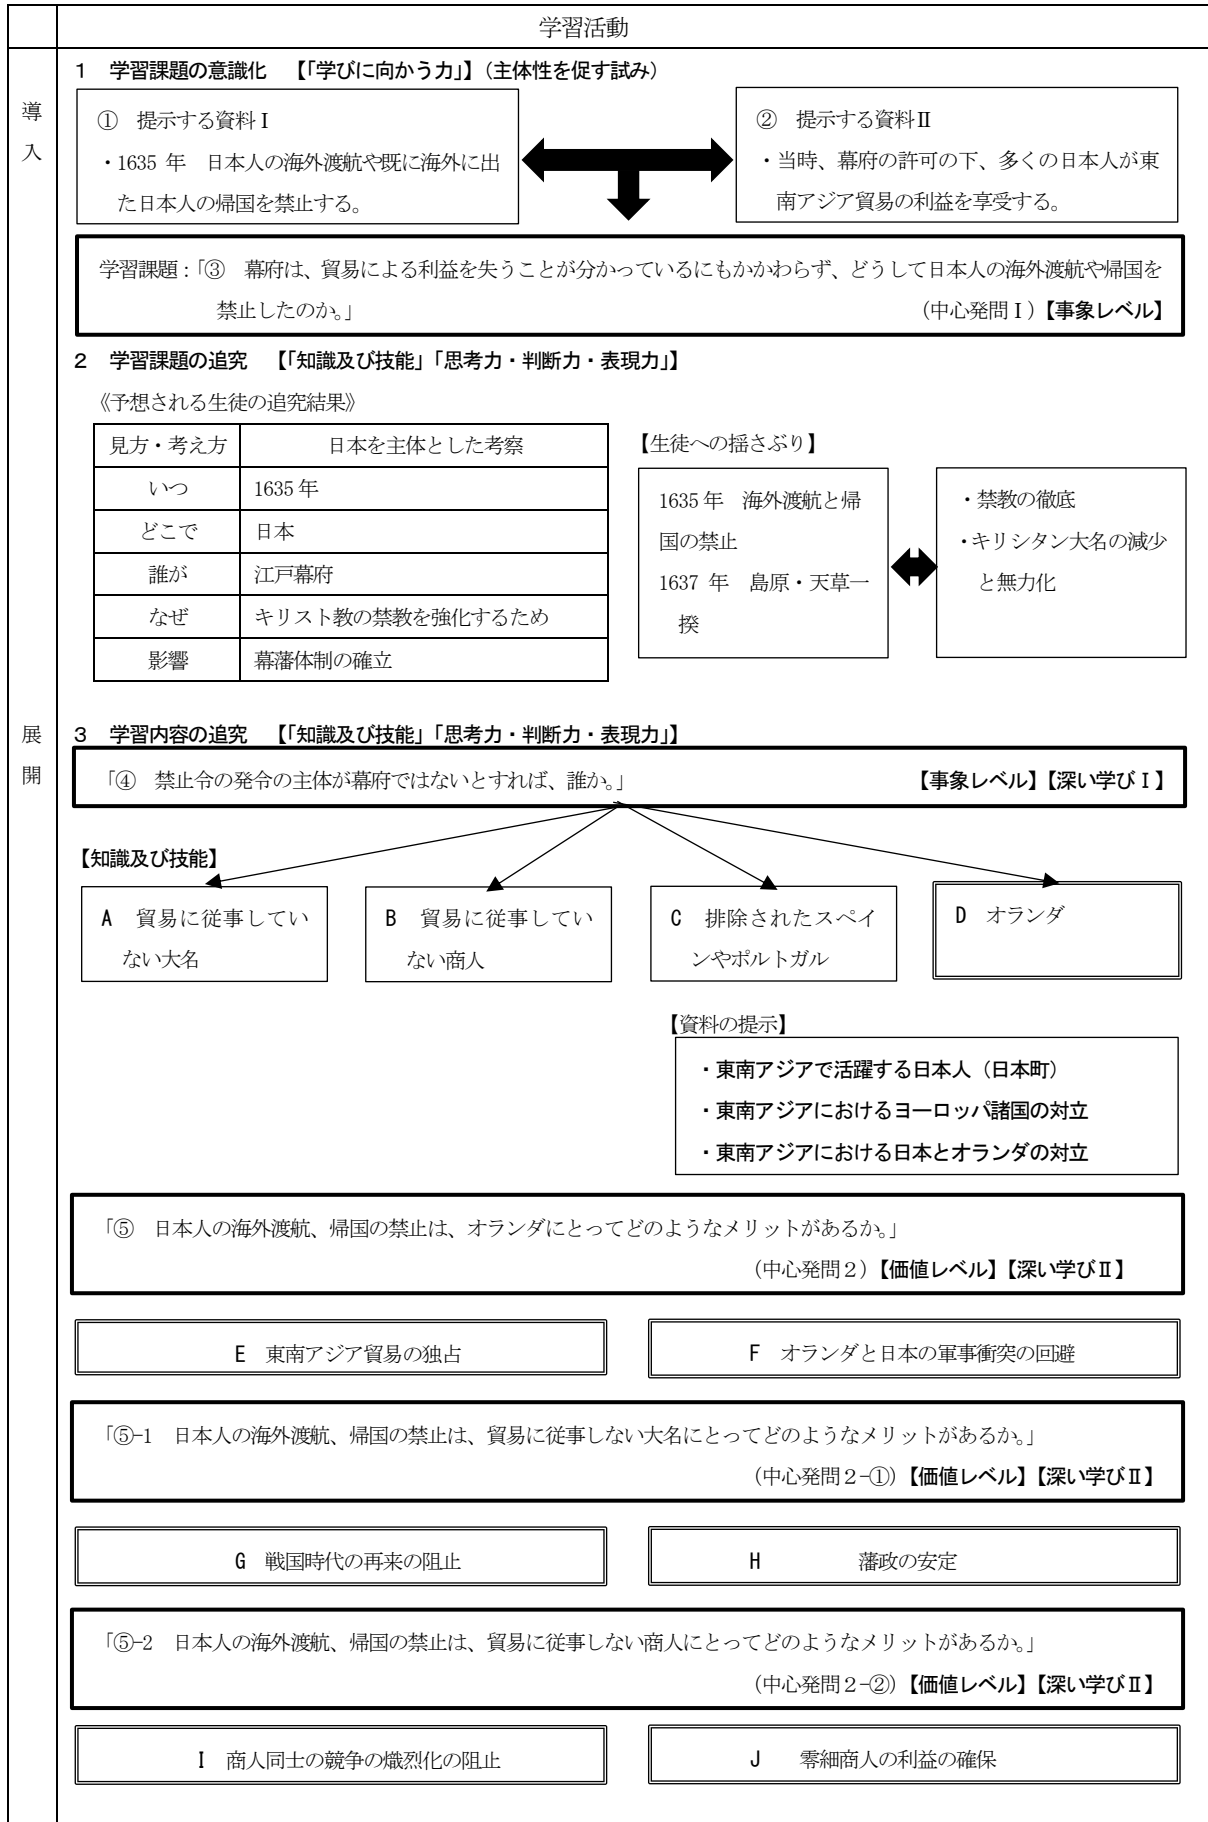 学習活動
導
入
1 学習課題の意識化 【「学びに向かう力」】(主体性を促す試み)
① 提示する資料Ⅰ
・1635 年 日本人の海外渡航や既に海外に出
た日本人の帰国を禁止する。
② 提示する資料Ⅱ
・当時、幕府の許可の下、多くの日本人が東
南アジア貿易の利益を享受する。
学習課題:「③ 幕府は、貿易による利益を失うことが分かっているにもかかわらず、どうして日本人の海外渡航や帰国を
禁止したのか。」 (中心発問Ⅰ)【事象レベル】
2 学習課題の追究 【「知識及び技能」「思考力・判断力・表現力」】
《予想される生徒の追究結果》
見方・考え方 日本を主体とした考察
いつ 1635 年
どこで 日本
誰が 江戸幕府
なぜ キリスト教の禁教を強化するため
影響 幕藩体制の確立
【生徒への揺さぶり】
1635 年 海外渡航と帰
国の禁止
1637 年 島原・天草一
揆
・禁教の徹底
・キリシタン大名の減少
と無力化
展
開
3 学習内容の追究 【「知識及び技能」「思考力・判断力・表現力」】
「④ 禁止令の発令の主体が幕府ではないとすれば、誰か。」 【事象レベル】【深い学びⅠ】
【知識及び技能】
A 貿易に従事してい
ない大名
B 貿易に従事してい
ない商人
C 排除されたスペイ
ンやポルトガル
D オランダ
【資料の提示】
・東南アジアで活躍する日本人(日本町)
・東南アジアにおけるヨーロッパ諸国の対立
・東南アジアにおける日本とオランダの対立
「⑤ 日本人の海外渡航、帰国の禁止は、オランダにとってどのようなメリットがあるか。」
(中心発問2)【価値レベル】【深い学びⅡ】
E 東南アジア貿易の独占
F オランダと日本の軍事衝突の回避
「⑤-1 日本人の海外渡航、帰国の禁止は、貿易に従事しない大名にとってどのようなメリットがあるか。」
(中心発問2-①)【価値レベル】【深い学びⅡ】
G 戦国時代の再来の阻止
H 藩政の安定
「⑤-2 日本人の海外渡航、帰国の禁止は、貿易に従事しない商人にとってどのようなメリットがあるか。」
(中心発問2-②)【価値レベル】【深い学びⅡ】
I 商人同士の競争の熾烈化の阻止
J 零細商人の利益の確保